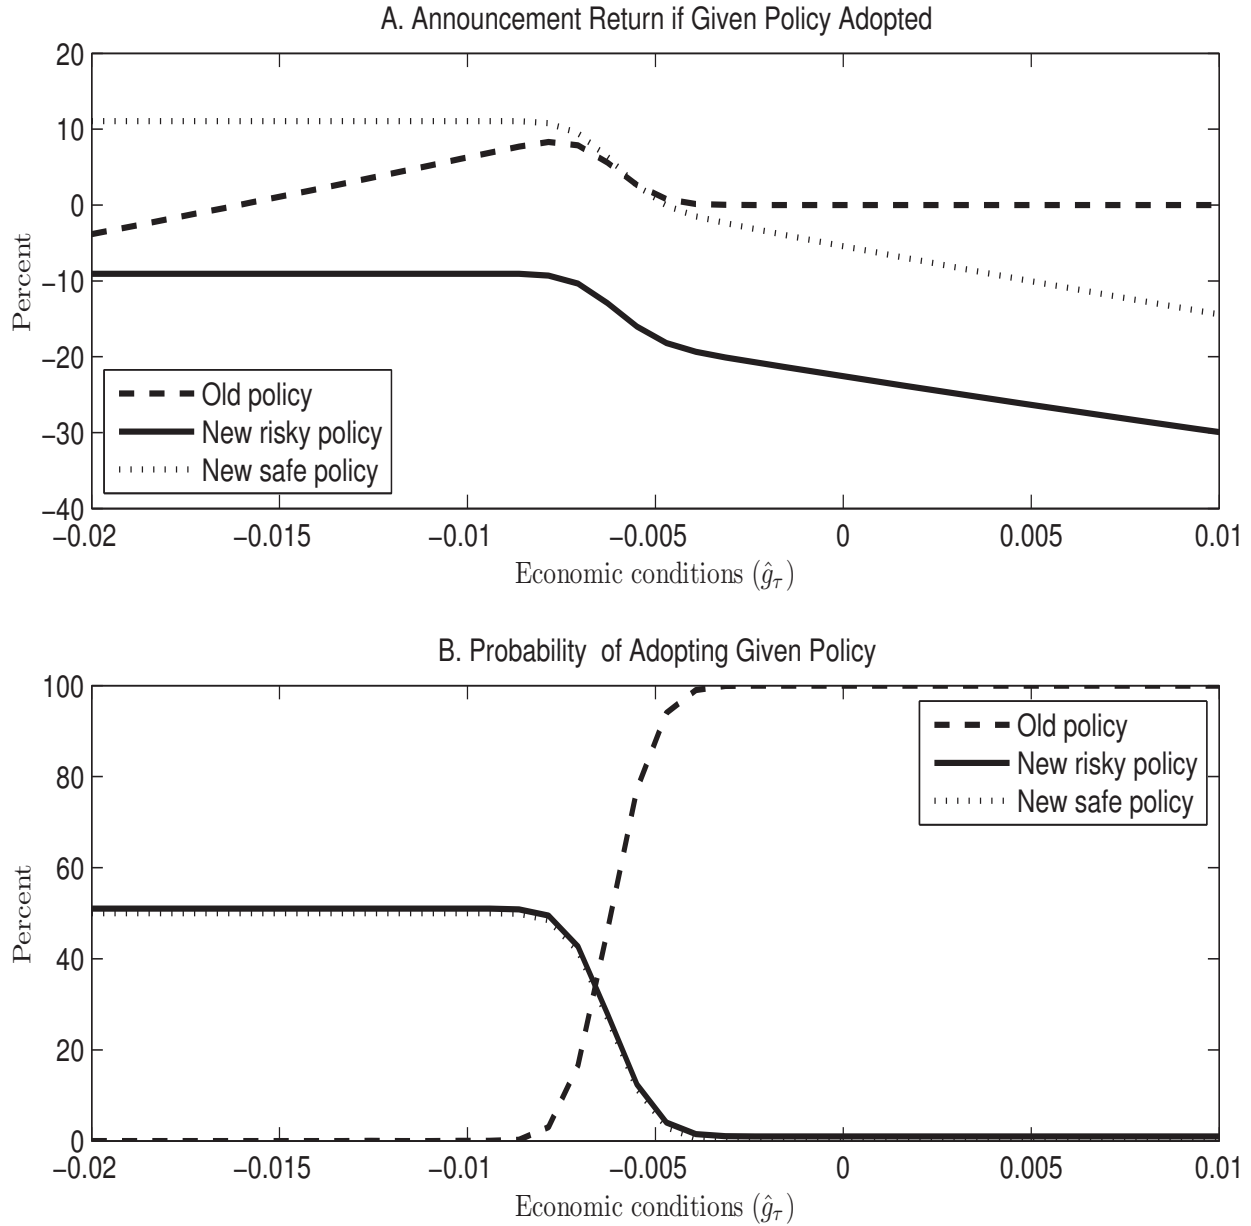 A. Announcement Return if Given Policy Adopted
20
10
0
−10
−20
−30
−40
Percent
Old policy
New risky policy
New safe policy
−0.02 −0.015 −0.01 −0.005 0 0.005 0.01
Economic conditions (ĝτ)
B. Probability of Adopting Given Policy
100
80
60
40
20
0
Percent
Old policy
New risky policy
New safe policy
−0.02 −0.015 −0.01 −0.005 0 0.005 0.01
Economic conditions (ĝτ)